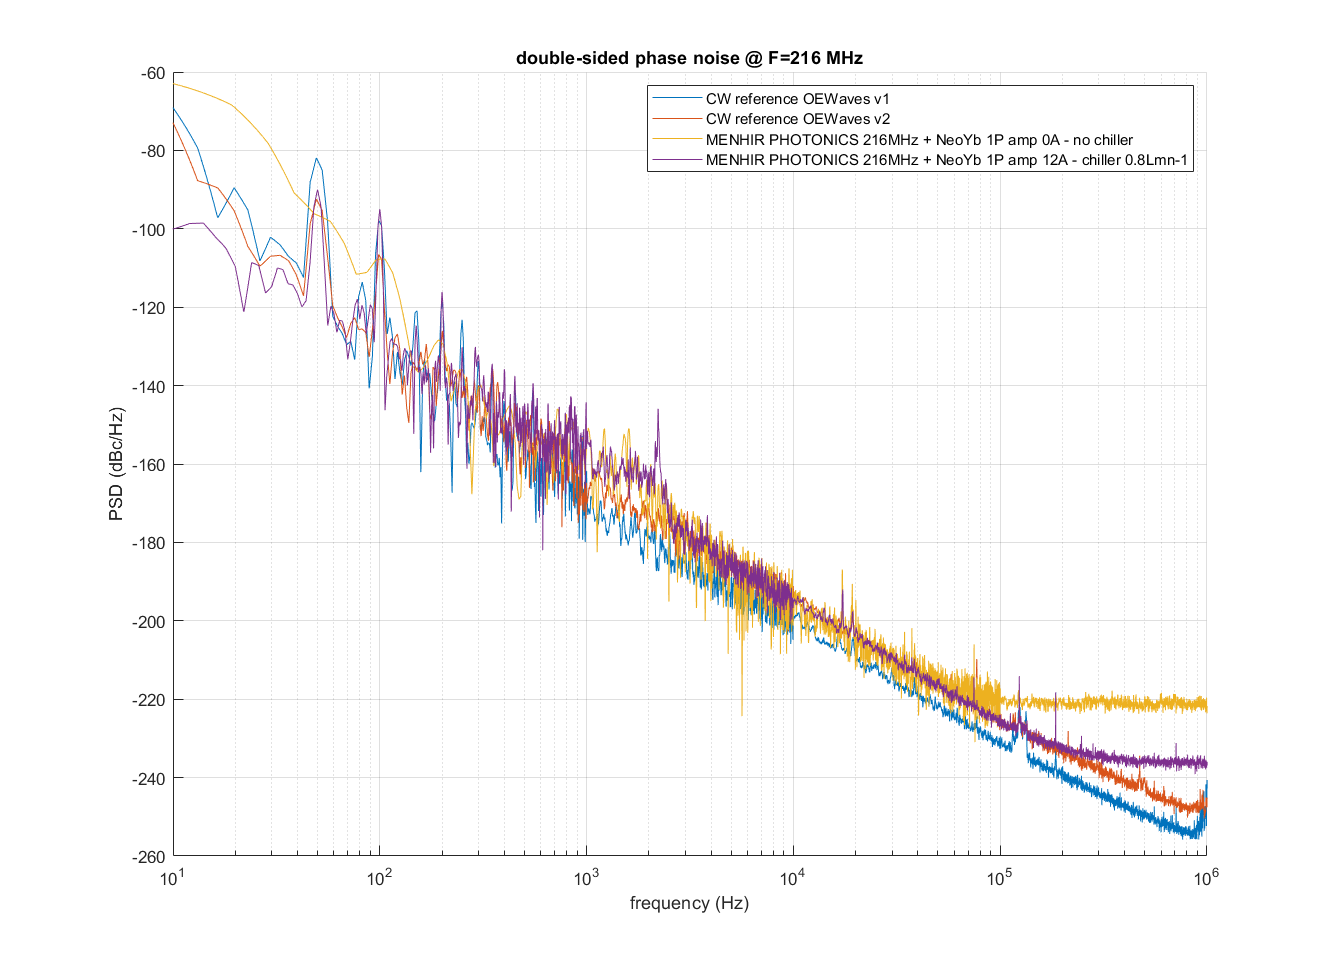 double-sided phase noise @ F=216 MHz
CW reference OEWaves v1
CW reference OEWaves v2
MENHIR PHOTONICS 216MHz + NeoYb 1P amp 0A - no chiller
MENHIR PHOTONICS 216MHz + NeoYb 1P amp 12A - chiller 0.8Lmn-1
PSD (dBc/Hz)
-60
-80
-100
-120
-140
-160
-180
-200
-220
-240
-260
10^1 10^2 10^3 10^4 10^5 10^6
frequency (Hz)